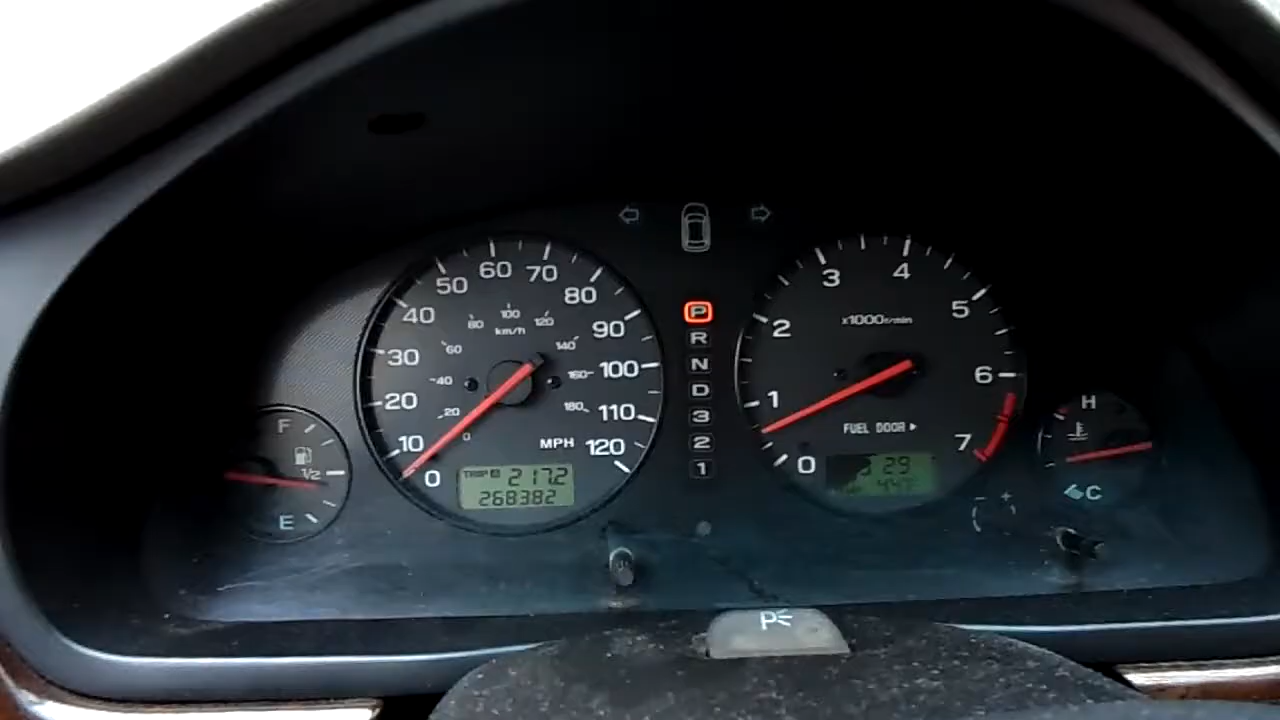 10 20 30 40 50 60 70 80 90 100 110 120
0 20 40 60 80 100 120 140 160 180
km/h
MPH
0
TRIP A 217.2
268382
F
1/2
E
P
R
N
D
3
2
1
0 1 2 3 4 5 6 7
x1000r/min
FUEL DOOR
29
H
C
- +
P